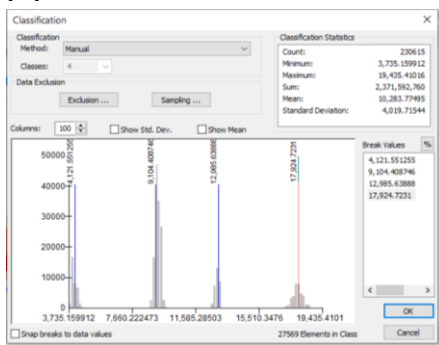 Classification
Classification
Method: Manual
Classes: 4
Classification Statistics
Count: 230615
Minimum: 3,735.159912
Maximum: 19,435.41016
Sum: 2,371,592,760
Mean: 10,283.77495
Standard Deviation: 4,019.71544
Data Exclusion
Exclusion ...
Sampling ...
Columns: 100
Show Std. Dev.
Show Mean
Break Values
%
4,121.551255
9,104.408746
12,985.63888
17,924.7231
50000
40000
30000
20000
10000
0
4,121.551255
9,104.408746
12,985.63888
17,924.7231
3,735.159912 7,660.222473 11,585.28503 15,510.3476 19,435.4101
OK
Snap breaks to data values
27569 Elements in Class
Cancel